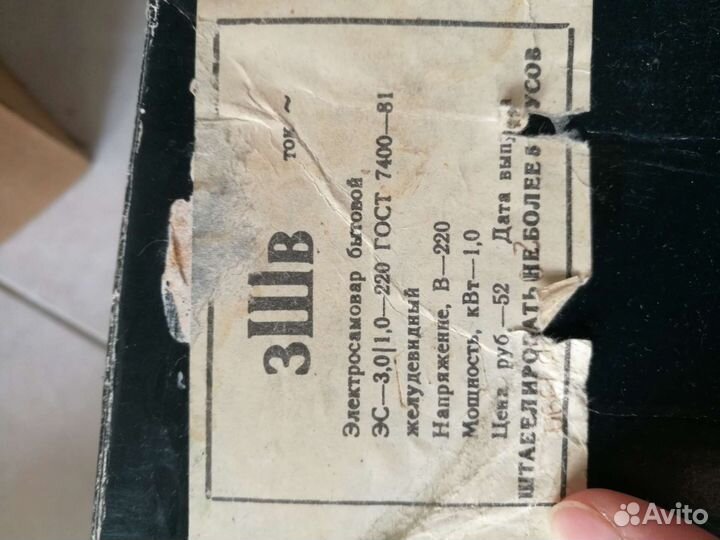 ЗШв
ток ~
Электросамовар бытовой
ЭС—3,0|1,0—220 ГОСТ 7400—81
желудевидный
Напряжение, В—220
Мощность, кВт—1,0
Цена, руб.—52 Дата
ШТАБЕЛИРОВАТЬ НЕ БОЛЕЕ 8
Avito